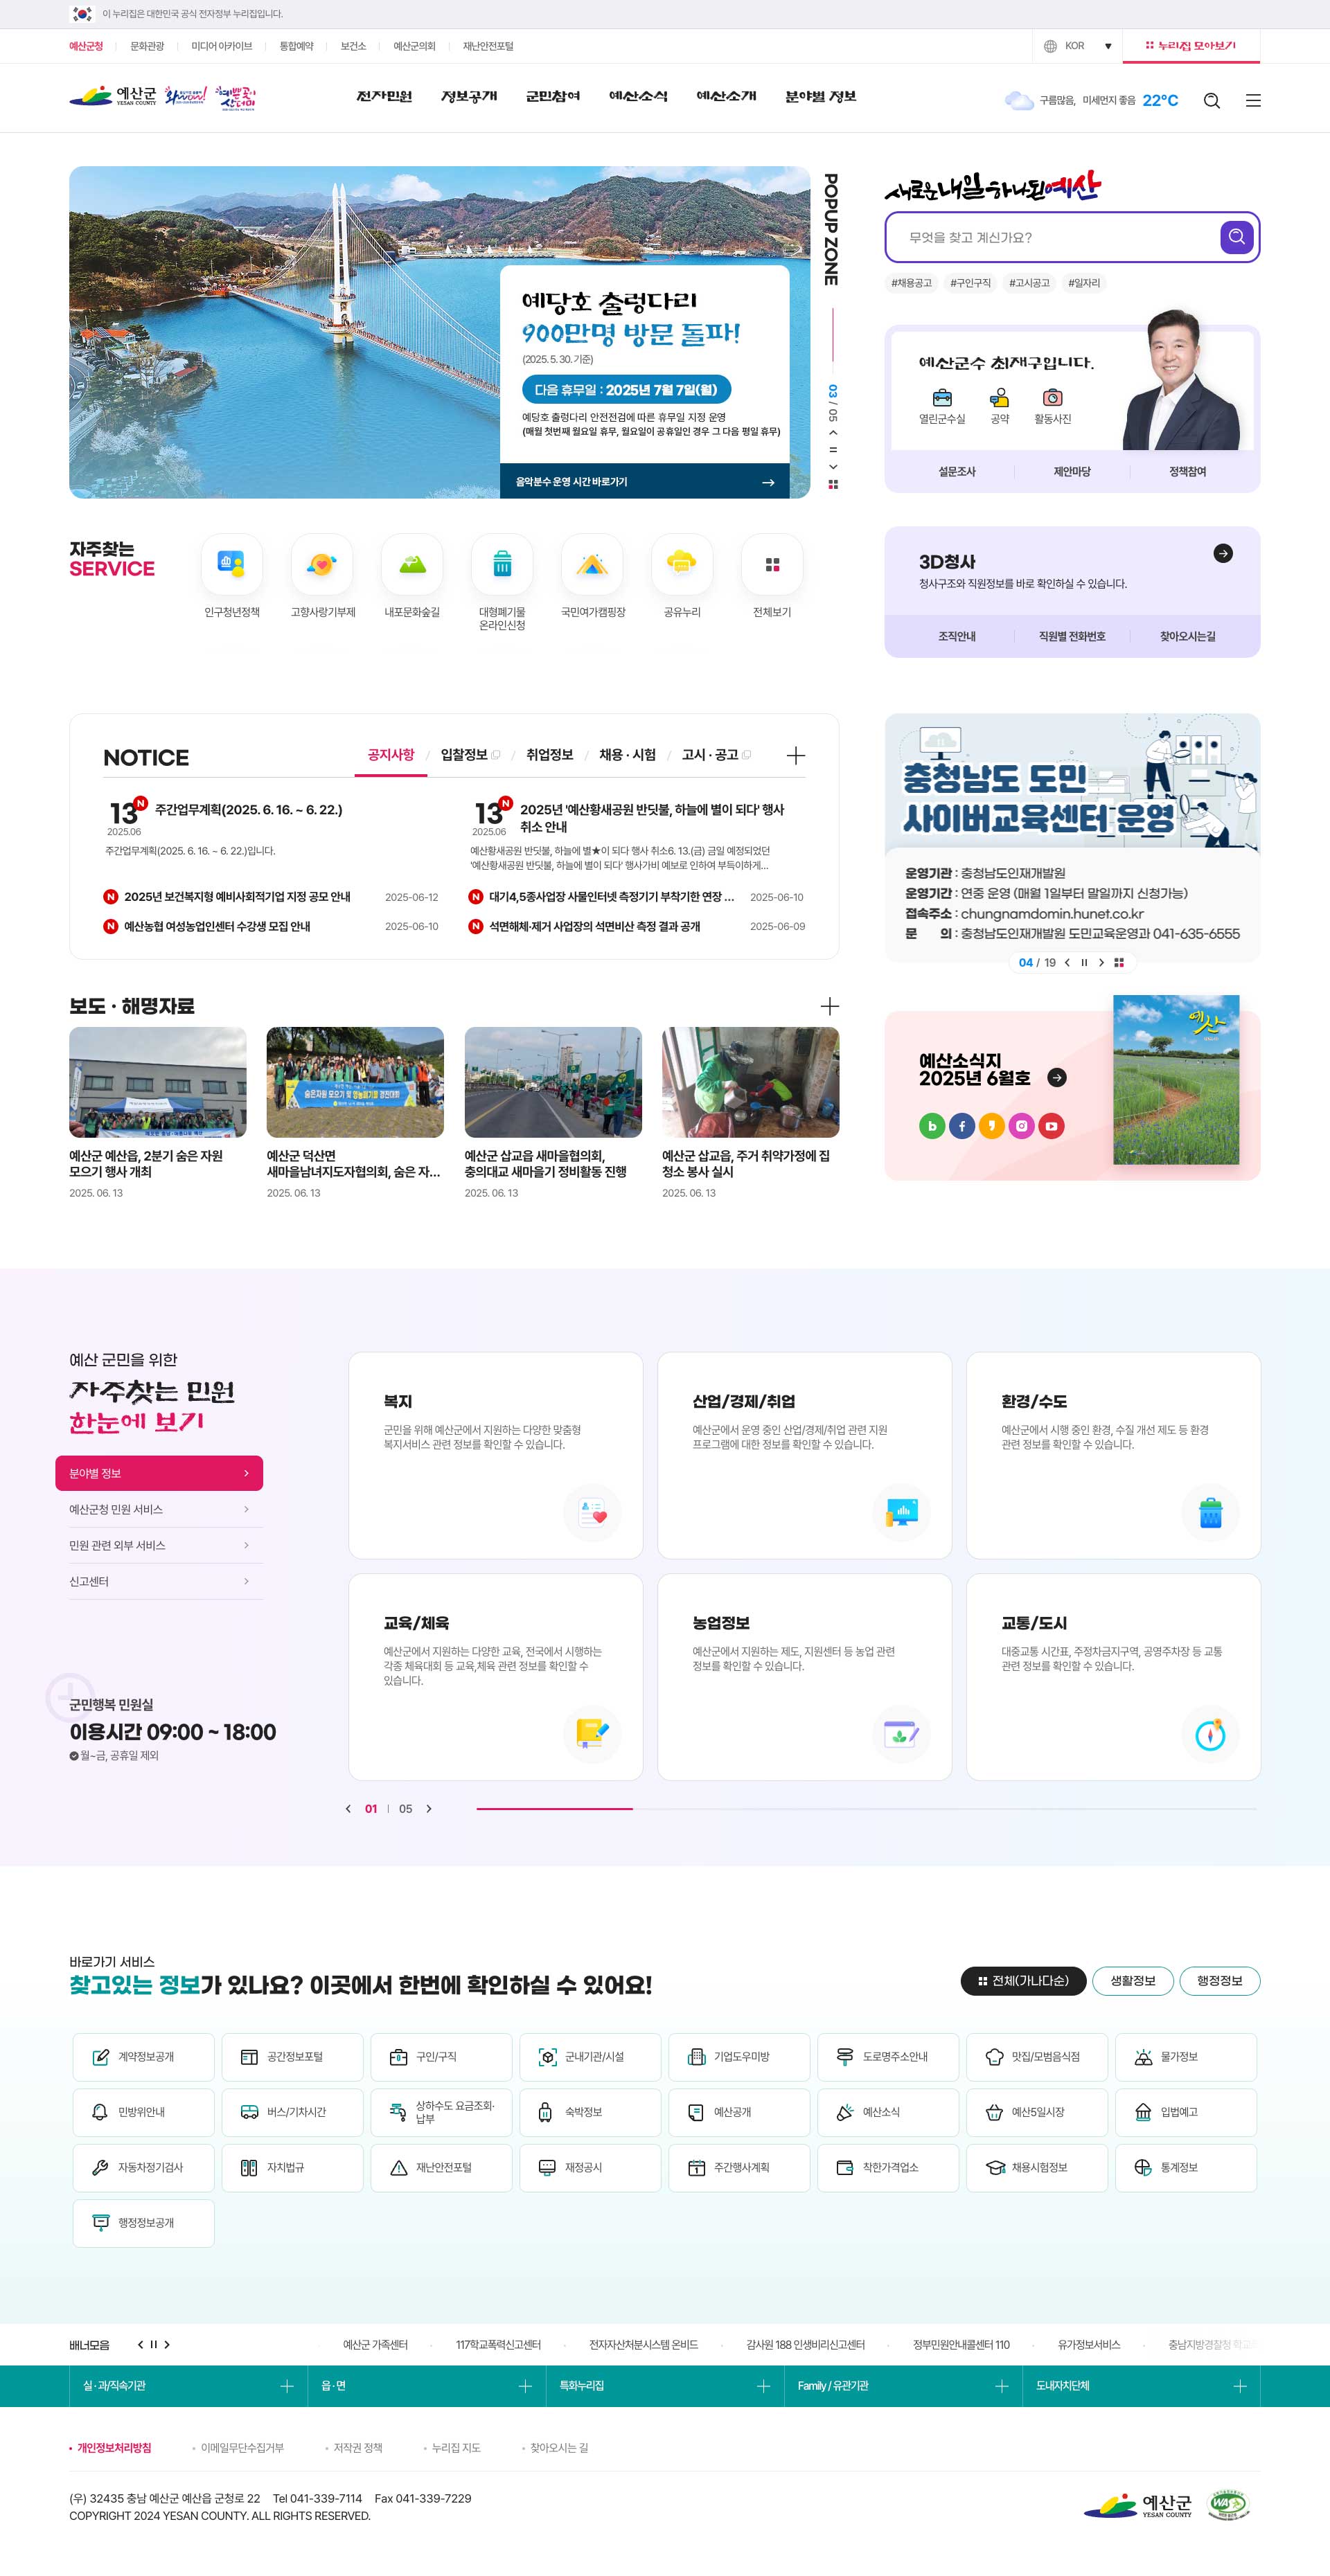 이 누리집은 대한민국 공식 전자정부 누리집입니다.
예산군청 문화관광 미디어 아카이브 통합예약 보건소 예산군의회 재난안전포털
KOR 누리집 모아보기
예산군
YESAN COUNTY
전자민원 정보공개 군민참여 예산소식 예산소개 분야별 정보
구름많음, 미세먼지 좋음 22°C
예당호 출렁다리
900만명 방문 돌파!
(2025. 5. 30. 기준)
다음 휴무일 : 2025년 7월 7일(월)
예당호 출렁다리 안전전검에 따른 휴무일 지정 운영
(매월 첫번째 월요일 휴무, 월요일이 공휴일인 경우 그 다음 평일 휴무)
음악분수 운영 시간 바로가기
POPUP ZONE
03 / 05
새로운 내일 하나된 예산
무엇을 찾고 계신가요?
#채용공고 #구인구직 #고시공고 #일자리
예산군수 최재구입니다.
열린군수실 공약 활동사진
설문조사 제안마당 정책참여
자주찾는
SERVICE
인구청년정책 고향사랑기부제 내포문화숲길 대형폐기물 국민여가캠핑장 공유누리 전체보기
온라인신청
3D청사
청사구조와 직원정보를 바로 확인하실 수 있습니다.
조직안내 직원별 전화번호 찾아오시는길
NOTICE
공지사항 / 입찰정보 / 취업정보 / 채용 · 시험 / 고시 · 공고
13 N 주간업무계획(2025. 6. 16. ~ 6. 22.)
2025.06
주간업무계획(2025. 6. 16. ~ 6. 22.)입니다.
13 N 2025년 '예산황새공원 반딧불, 하늘에 별이 되다' 행사
2025.06 취소 안내
예산황새공원 반딧불, 하늘에 별★이 되다 행사 취소6. 13.(금) 금일 예정되었던
'예산황새공원 반딧불, 하늘에 별이 되다' 행사가비 예보로 인하여 부득이하게...
N 2025년 보건복지형 예비사회적기업 지정 공모 안내 2025-06-12
N 대기4,5종사업장 사물인터넷 측정기기 부착기한 연장 ... 2025-06-10
N 예산농협 여성농업인센터 수강생 모집 안내 2025-06-10
N 석면해체·제거 사업장의 석면비산 측정 결과 공개 2025-06-09
충청남도 도민
사이버교육센터 운영
운영기관 : 충청남도인재개발원
운영기간 : 연중 운영 (매월 1일부터 말일까지 신청가능)
접속주소 : chungnamdomin.hunet.co.kr
문 의 : 충청남도인재개발원 도민교육운영과 041-635-6555
04 / 19
보도 · 해명자료
숨은자원 모으기 및 영농폐기물 경진대회
예산군 예산읍, 2분기 숨은 자원
모으기 행사 개최
2025. 06. 13
예산군 덕산면
새마을남녀지도자협의회, 숨은 자...
2025. 06. 13
예산군 삽교읍 새마을협의회,
충의대교 새마을기 정비활동 진행
2025. 06. 13
예산군 삽교읍, 주거 취약가정에 집
청소 봉사 실시
2025. 06. 13
예산소식지
2025년 6월호
예산
예산 군민을 위한
자주찾는 민원
한눈에 보기
분야별 정보
예산군청 민원 서비스
민원 관련 외부 서비스
신고센터
군민행복 민원실
이용시간 09:00 ~ 18:00
월~금, 공휴일 제외
복지
군민을 위해 예산군에서 지원하는 다양한 맞춤형
복지서비스 관련 정보를 확인할 수 있습니다.
산업/경제/취업
예산군에서 운영 중인 산업/경제/취업 관련 지원
프로그램에 대한 정보를 확인할 수 있습니다.
환경/수도
예산군에서 시행 중인 환경, 수질 개선 제도 등 환경
관련 정보를 확인할 수 있습니다.
교육/체육
예산군에서 지원하는 다양한 교육, 전국에서 시행하는
각종 체육대회 등 교육,체육 관련 정보를 확인할 수
있습니다.
농업정보
예산군에서 지원하는 제도, 지원센터 등 농업 관련
정보를 확인할 수 있습니다.
교통/도시
대중교통 시간표, 주정차금지구역, 공영주차장 등 교통
관련 정보를 확인할 수 있습니다.
01 | 05
바로가기 서비스
찾고있는 정보가 있나요? 이곳에서 한번에 확인하실 수 있어요!
전체(가나다순) 생활정보 행정정보
계약정보공개 공간정보포털 구인/구직 군내기관/시설 기업도우미방 도로명주소안내 맛집/모범음식점 물가정보
민방위안내 버스/기차시간 상하수도 요금조회· 숙박정보 예산공개 예산소식 예산5일시장 입법예고
납부
자동차정기검사 자치법규 재난안전포털 재정공시 주간행사계획 착한가격업소 채용시험정보 통계정보
행정정보공개
배너모음 예산군 가족센터 117학교폭력신고센터 전자자산처분시스템 온비드 감사원 188 인생비리신고센터 정부민원안내콜센터 110 유가정보서비스 충남지방경찰청 학교
실 · 과/직속기관 읍 · 면 특화누리집 Family / 유관기관 도내자치단체
개인정보처리방침 이메일무단수집거부 저작권 정책 누리집 지도 찾아오시는 길
(우) 32435 충남 예산군 예산읍 군청로 22 Tel 041-339-7114 Fax 041-339-7229
COPYRIGHT 2024 YESAN COUNTY. ALL RIGHTS RESERVED.
예산군
YESAN COUNTY
WA